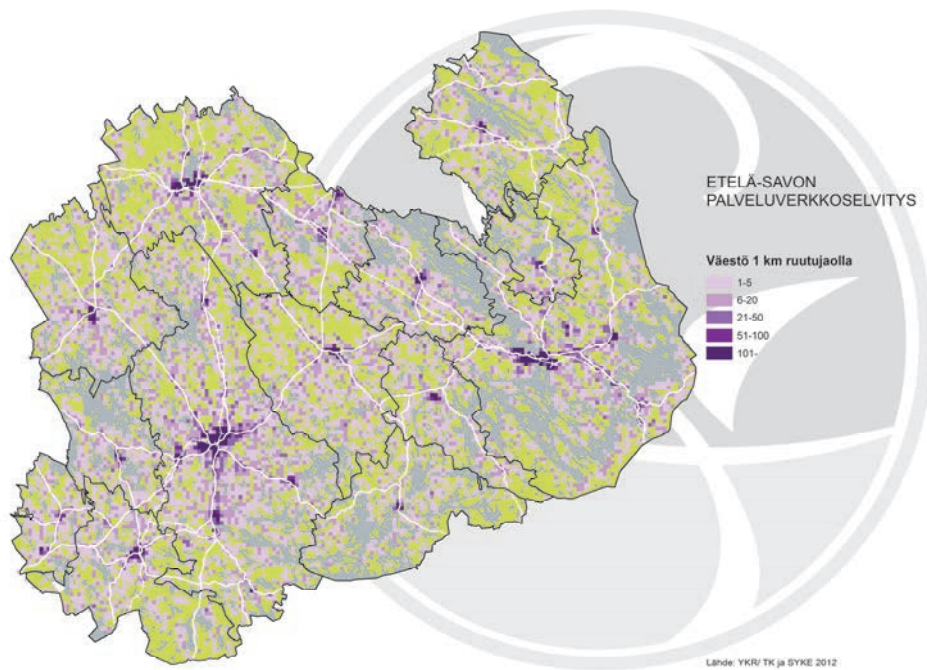 ETELÄ-SAVON
PALVELUVERKKOSELVITYS
Väestö 1 km ruutujaolla
1-5
6-20
21-50
51-100
101-
Lähde: YKR/ TK ja SYKE 2012